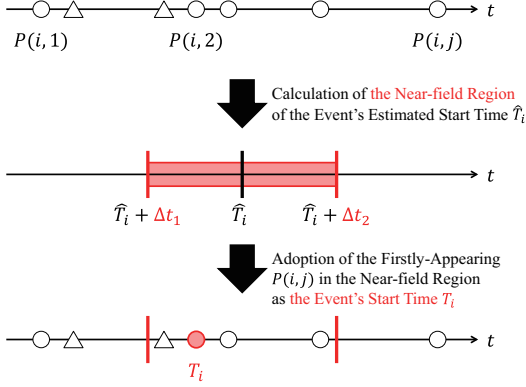 t
P(i, 1) P(i, 2) P(i, j)
Calculation of the Near-field Region
of the Event's Estimated Start Time T̂ᵢ
t
T̂ᵢ + Δt₁ T̂ᵢ T̂ᵢ + Δt₂
Adoption of the Firstly-Appearing
P(i, j) in the Near-field Region
as the Event's Start Time Tᵢ
t
Tᵢ